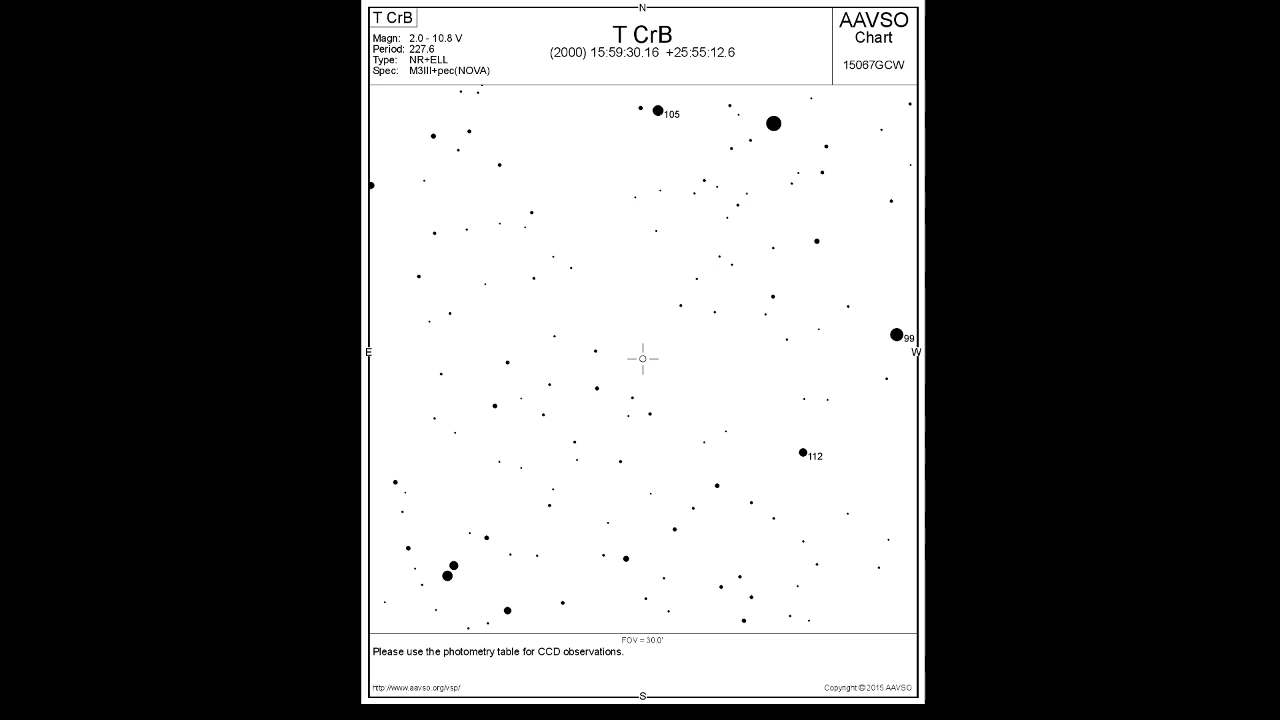 N
T CrB
Magn: 2.0 - 10.8 V
Period: 227.6
Type: NR+ELL
Spec: M3III+pec(NOVA)
T CrB
(2000) 15:59:30.16 +25:55:12.6
AAVSO
Chart
15067GCW
105
99
E
W
112
FOV = 30.0'
Please use the photometry table for CCD observations.
http://www.aavso.org/vsp/
S
Copyright © 2015 AAVSO